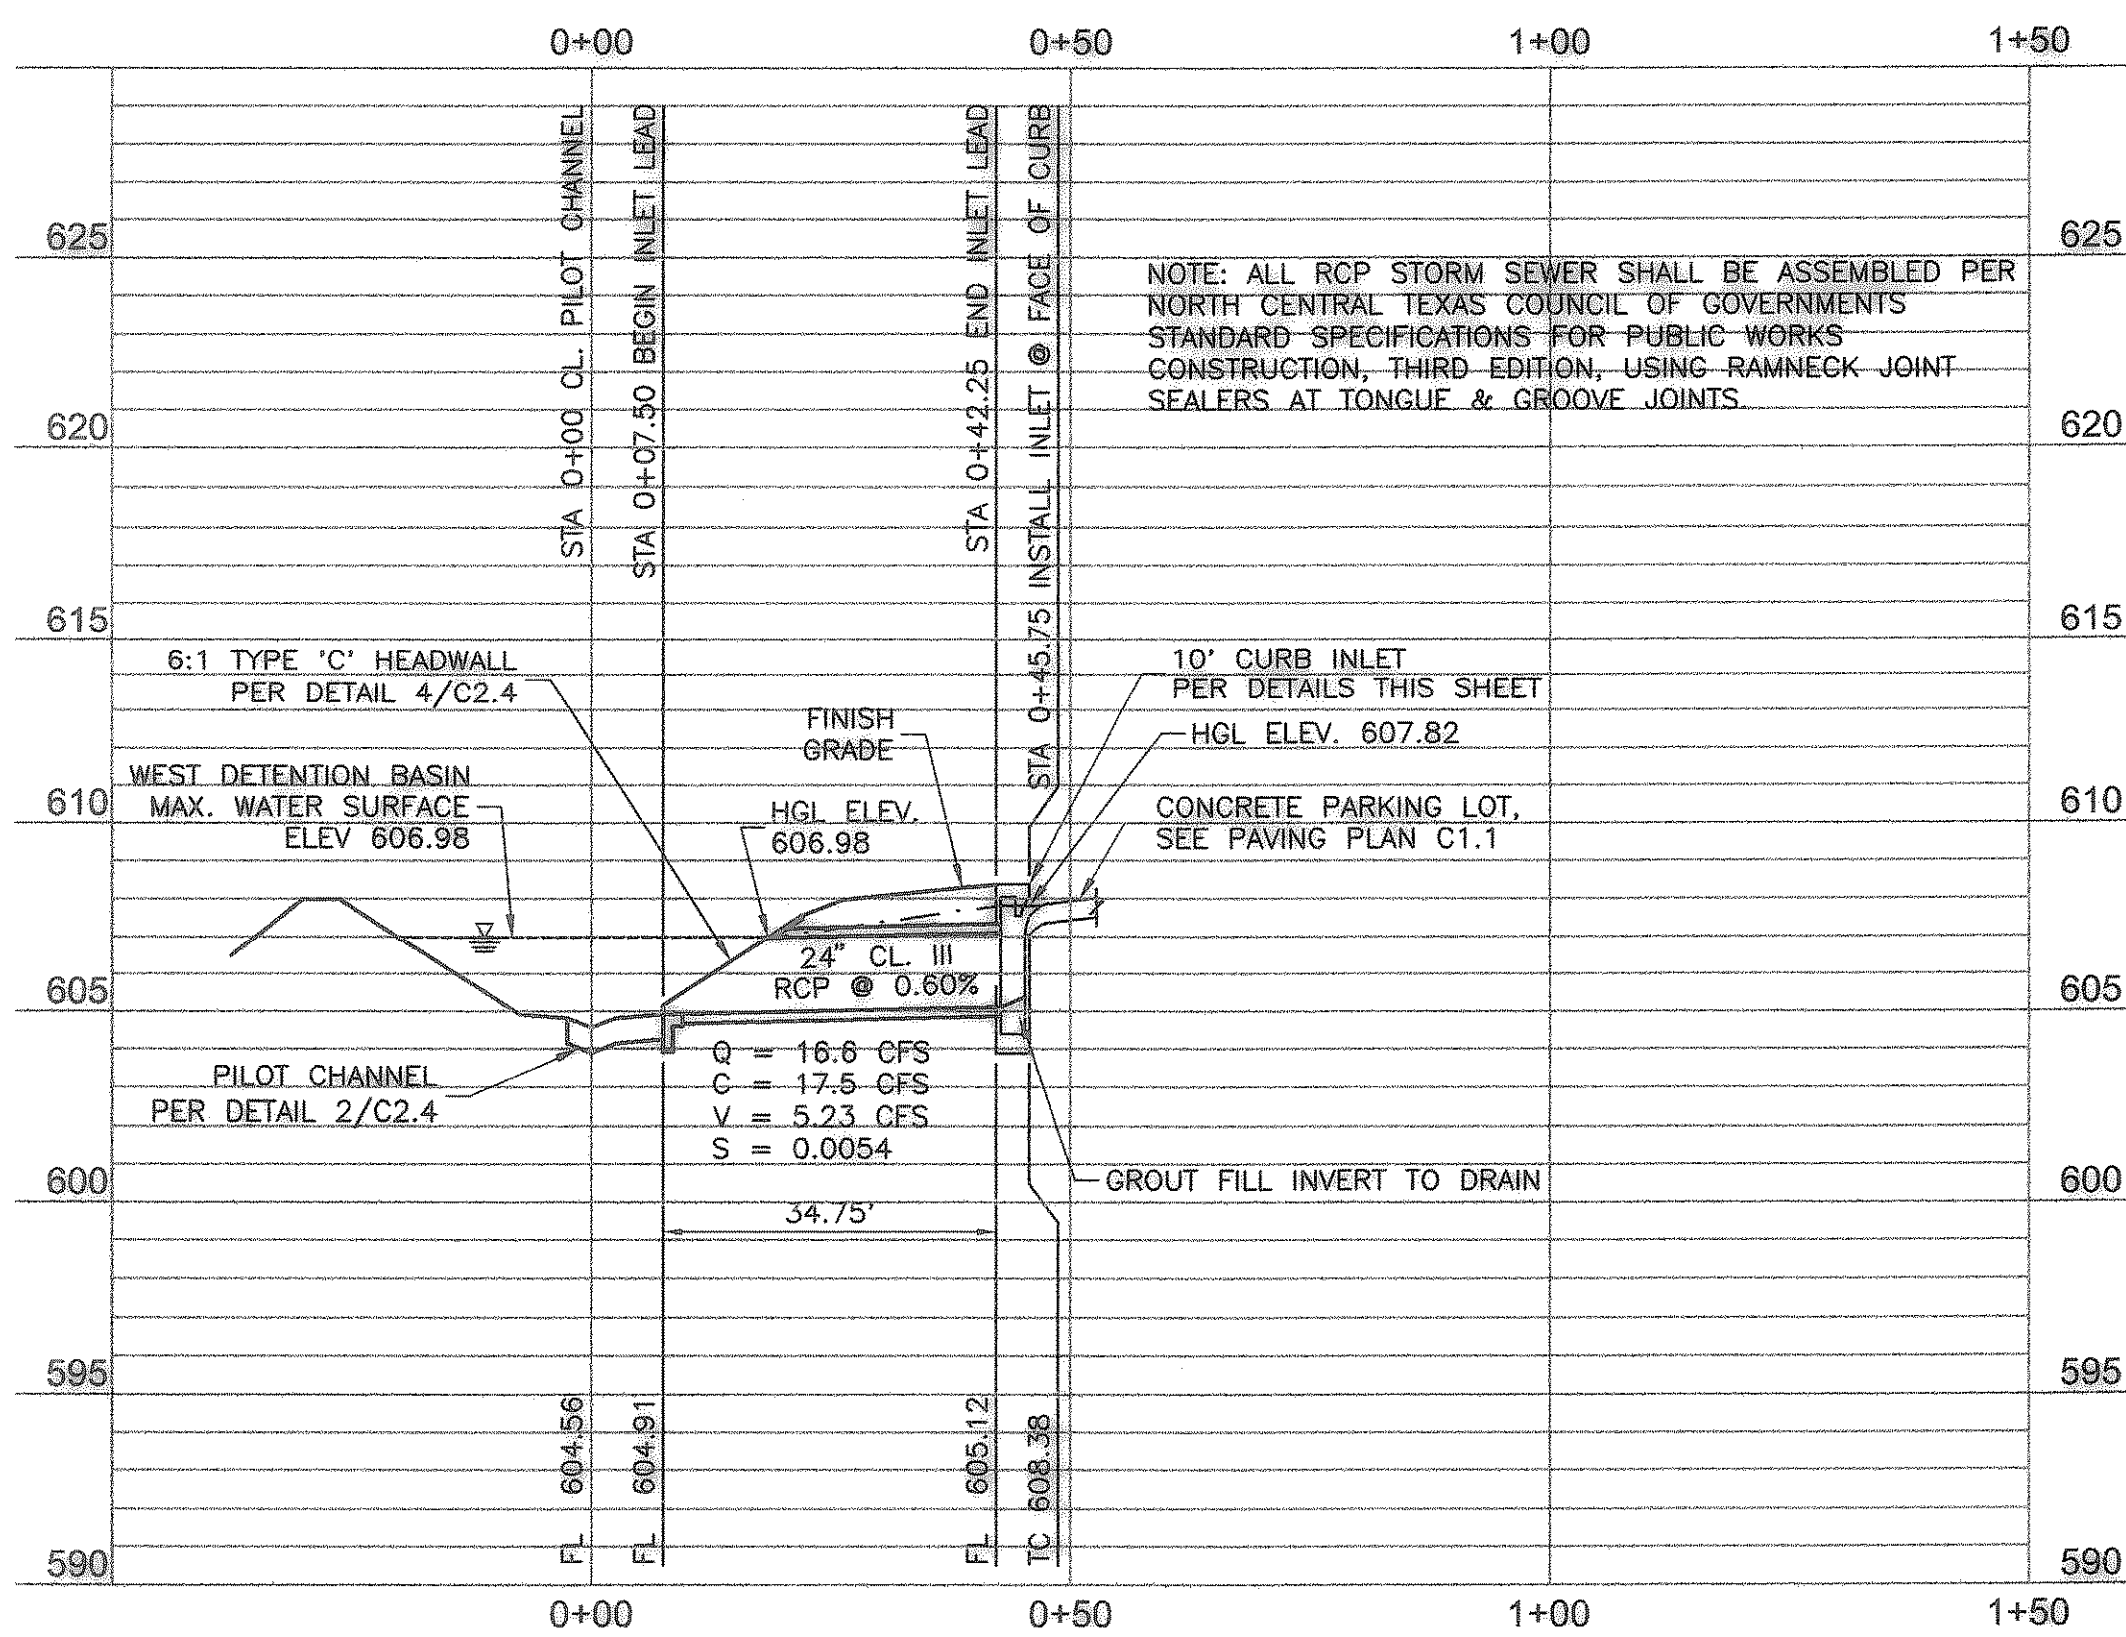 0+00
0+50
1+00
1+50
STA 0+00 CL. PILOT CHANNEL
STA 0+07.50 BEGIN INLET LEAD
STA 0+42.25 END INLET LEAD
STA 0+45.75 INSTALL INLET @ FACE OF CURB
625
625
NOTE: ALL RCP STORM SEWER SHALL BE ASSEMBLED PER
NORTH CENTRAL TEXAS COUNCIL OF GOVERNMENTS
STANDARD SPECIFICATIONS FOR PUBLIC WORKS
CONSTRUCTION, THIRD EDITION, USING RAMNECK JOINT
SEALERS AT TONGUE & GROOVE JOINTS.
620
620
615
615
6:1 TYPE 'C' HEADWALL
PER DETAIL 4/C2.4
FINISH
GRADE
10' CURB INLET
PER DETAILS THIS SHEET
HGL ELEV. 607.82
WEST DETENTION BASIN
MAX. WATER SURFACE
ELEV 606.98
610
610
HGL ELEV.
606.98
CONCRETE PARKING LOT,
SEE PAVING PLAN C1.1
24" CL. III
RCP @ 0.60%
605
605
PILOT CHANNEL
PER DETAIL 2/C2.4
Q = 16.6 CFS
C = 17.5 CFS
V = 5.23 CFS
S = 0.0054
GROUT FILL INVERT TO DRAIN
600
600
34.75'
595
595
FL 604.56
FL 604.91
FL 605.12
TC 608.38
590
590
0+00
0+50
1+00
1+50